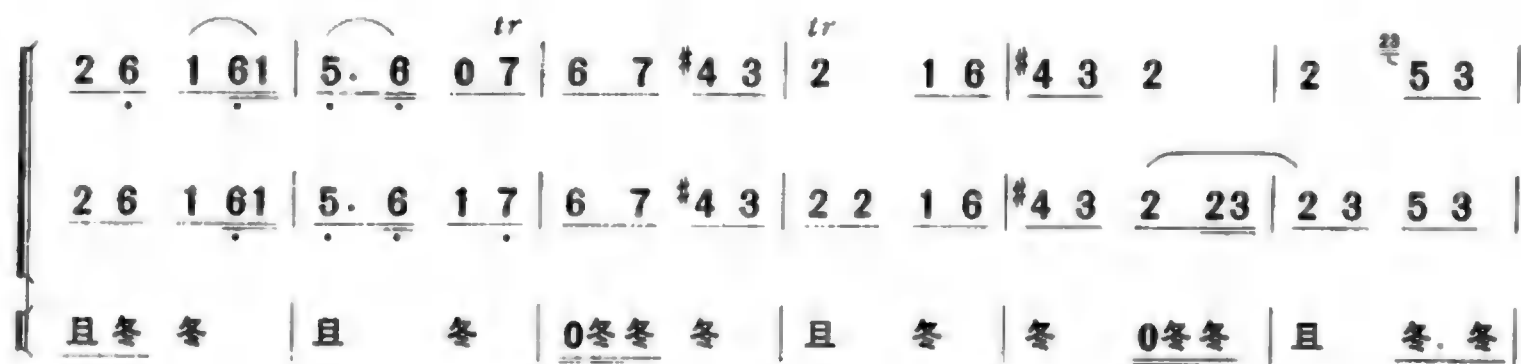 tr tr
2 6 1 61 | 5. 6 0 7 | 6 7 #4 3 | 2 1 6 | #4 3 2 | 2 23 5 3 |
2 6 1 61 | 5. 6 1 7 | 6 7 #4 3 | 2 2 1 6 | #4 3 2 23 | 2 3 5 3 |
且冬 冬 | 且 冬 | 0冬冬 冬 | 且 冬 | 冬 0冬冬 | 且 冬. 冬 |